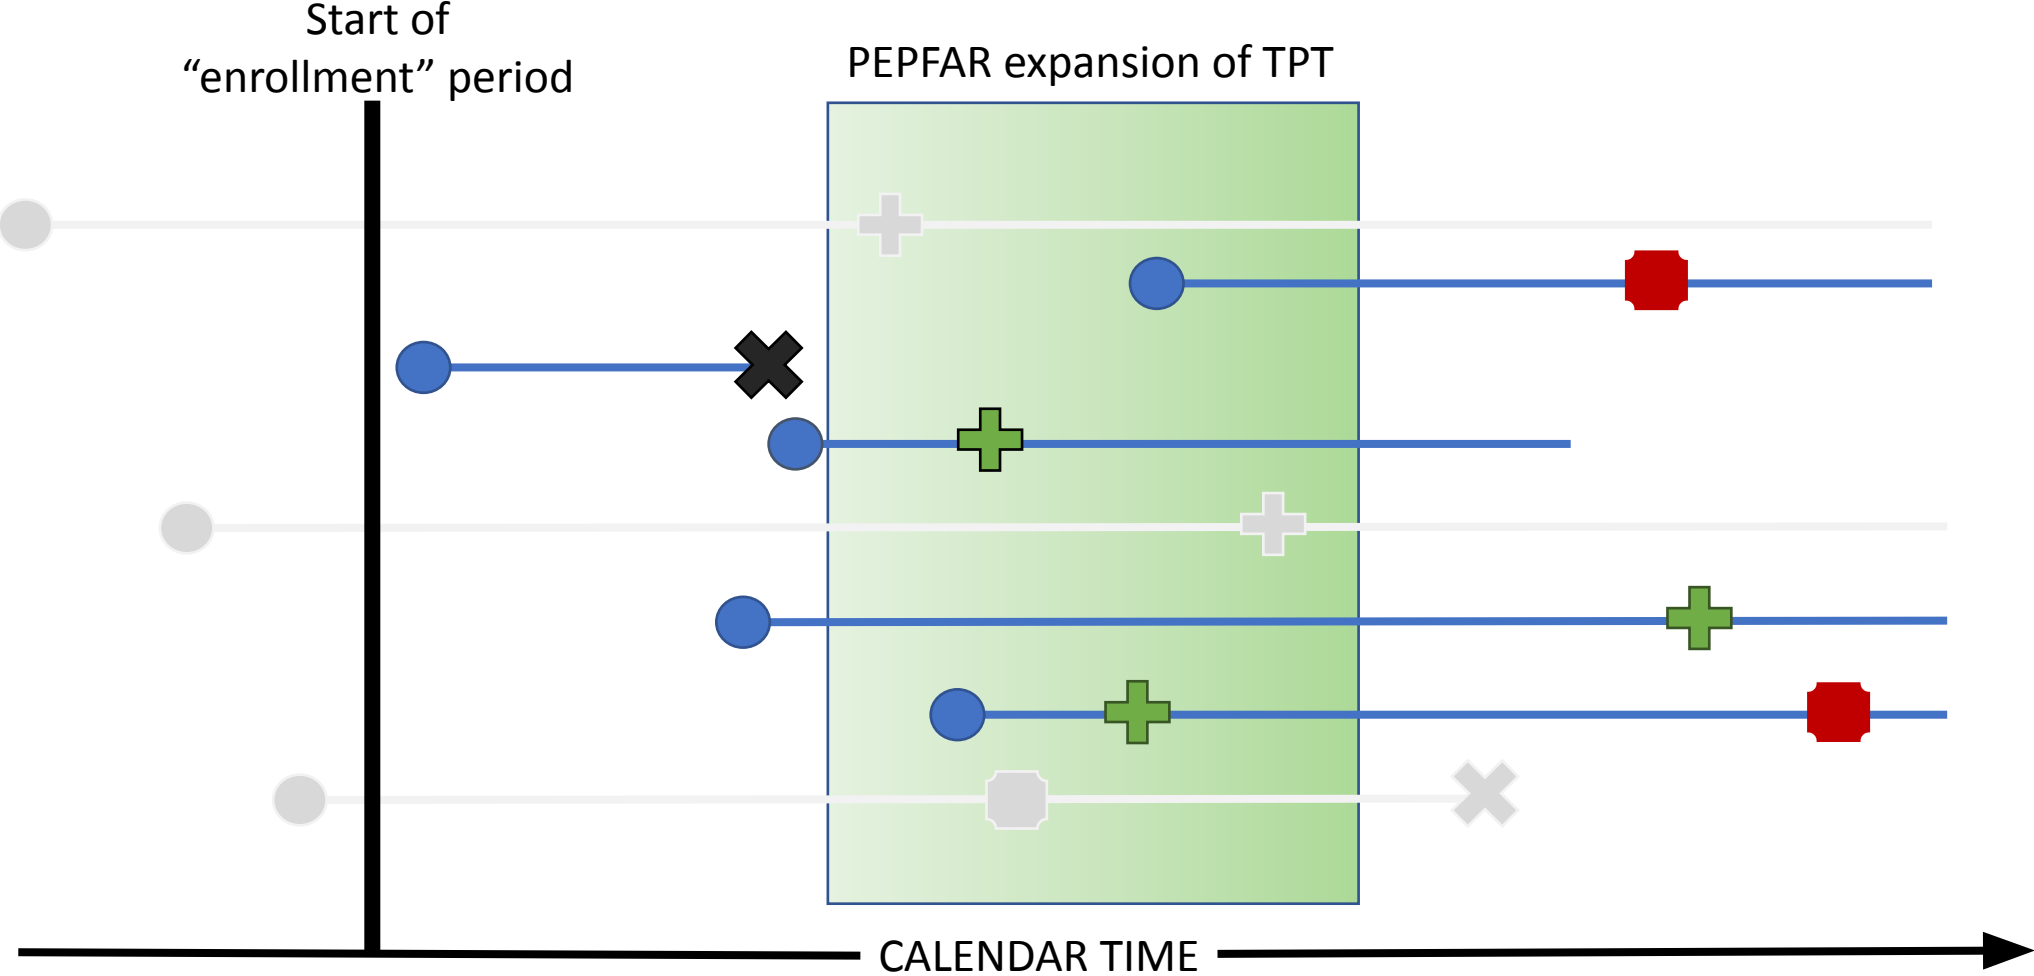 Start of
“enrollment” period
PEPFAR expansion of TPT
CALENDAR TIME